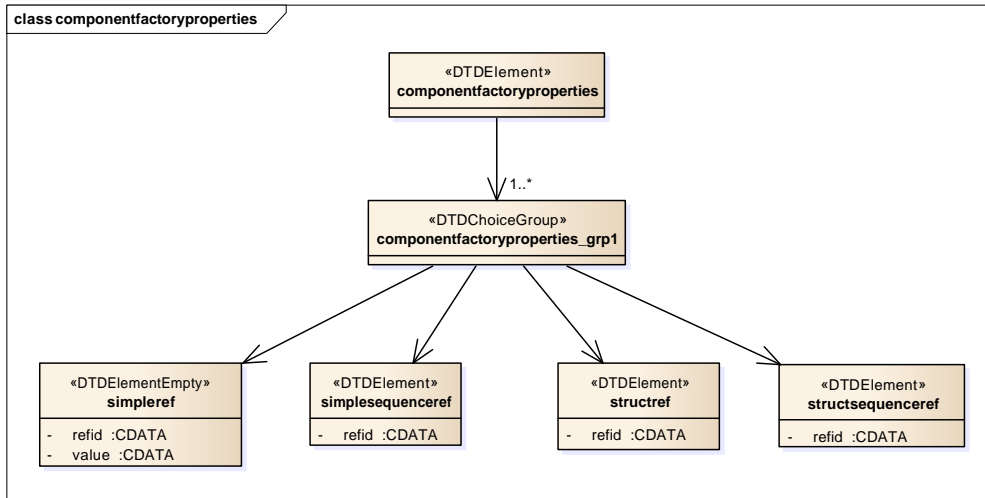 class componentfactoryproperties
«DTDElement»
componentfactoryproperties
1..*
«DTDChoiceGroup»
componentfactoryproperties_grp1
«DTDElementEmpty»
simpleref
- refid :CDATA
- value :CDATA
«DTDElement»
simplesequenceref
- refid :CDATA
«DTDElement»
structref
- refid :CDATA
«DTDElement»
structsequenceref
- refid :CDATA